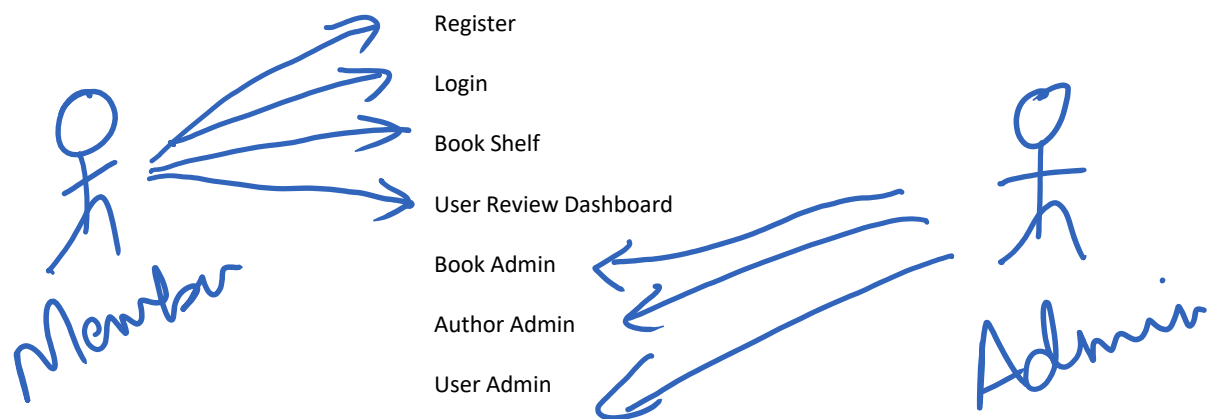 Register
Login
Book Shelf
User Review Dashboard
Book Admin
Author Admin
User Admin
Member
Admin